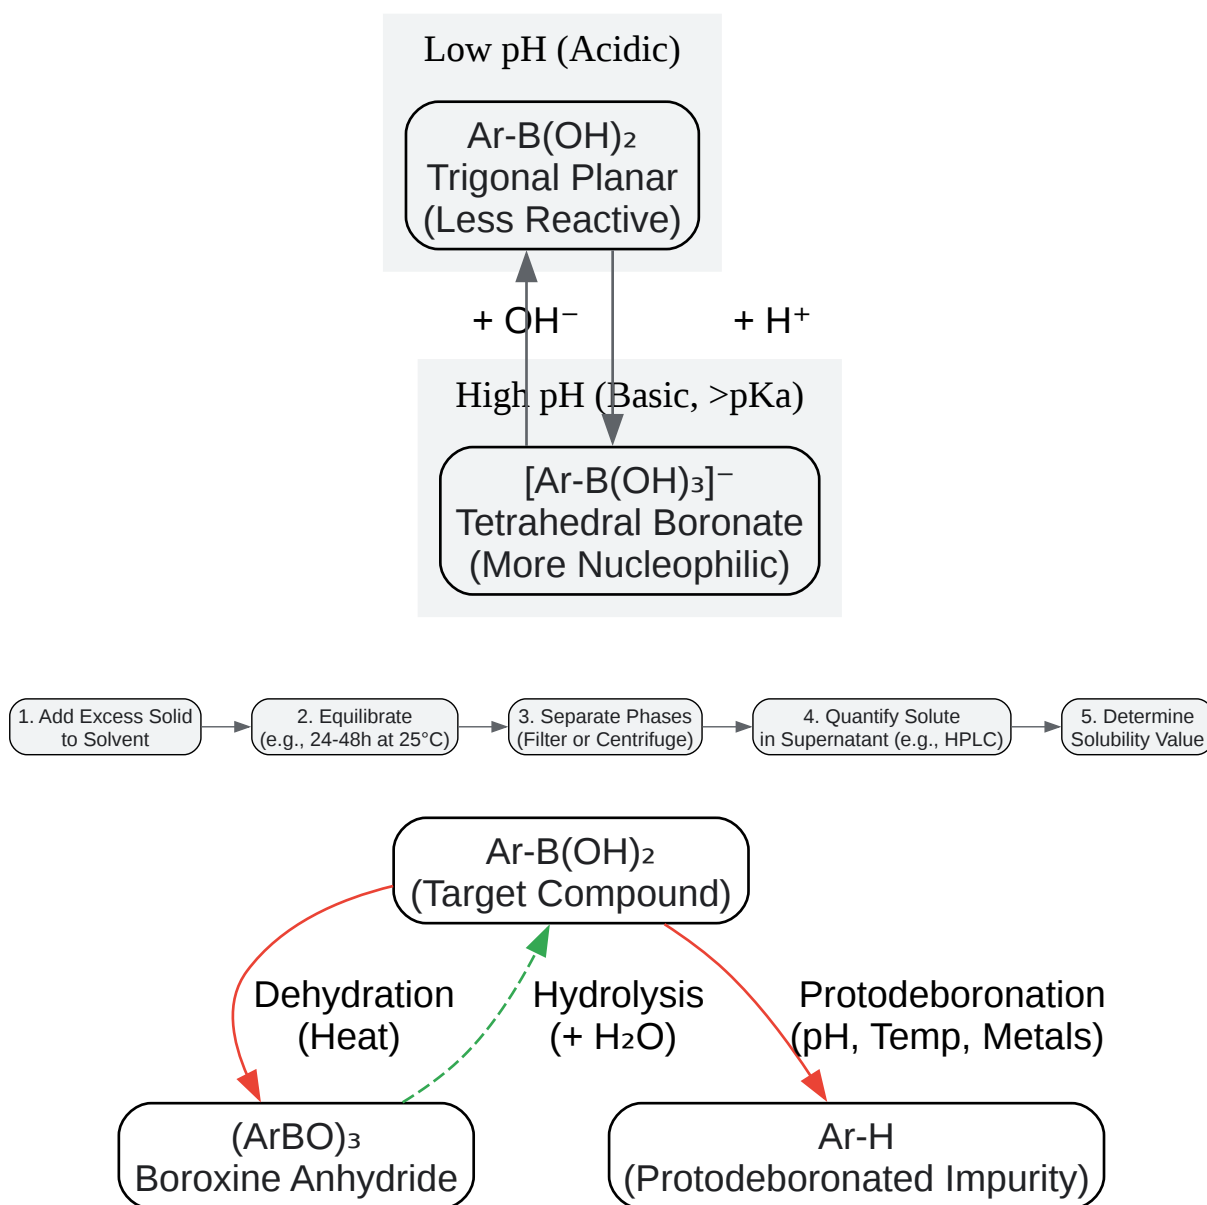 Low pH (Acidic)
Ar-B(OH)₂
Trigonal Planar
(Less Reactive)
+ OH⁻
+ H⁺
High pH (Basic, >pKa)
[Ar-B(OH)₃]⁻
Tetrahedral Boronate
(More Nucleophilic)
1. Add Excess Solid
to Solvent
2. Equilibrate
(e.g., 24-48h at 25°C)
3. Separate Phases
(Filter or Centrifuge)
4. Quantify Solute
in Supernatant (e.g., HPLC)
5. Determine
Solubility Value
Ar-B(OH)₂
(Target Compound)
Dehydration
(Heat)
Hydrolysis
(+ H₂O)
Protodeboronation
(pH, Temp, Metals)
(ArBO)₃
Boroxine Anhydride
Ar-H
(Protodeboronated Impurity)